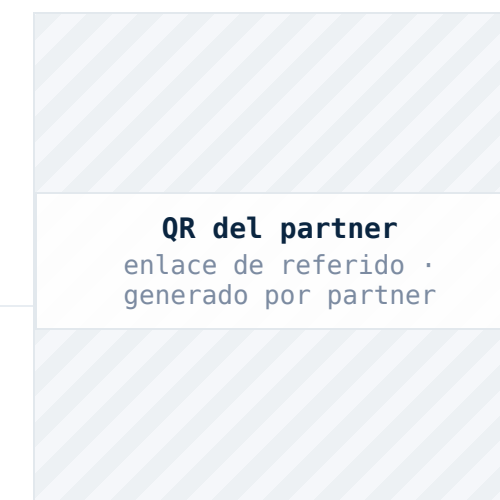 QR del partner
enlace de referido ·
generado por partner